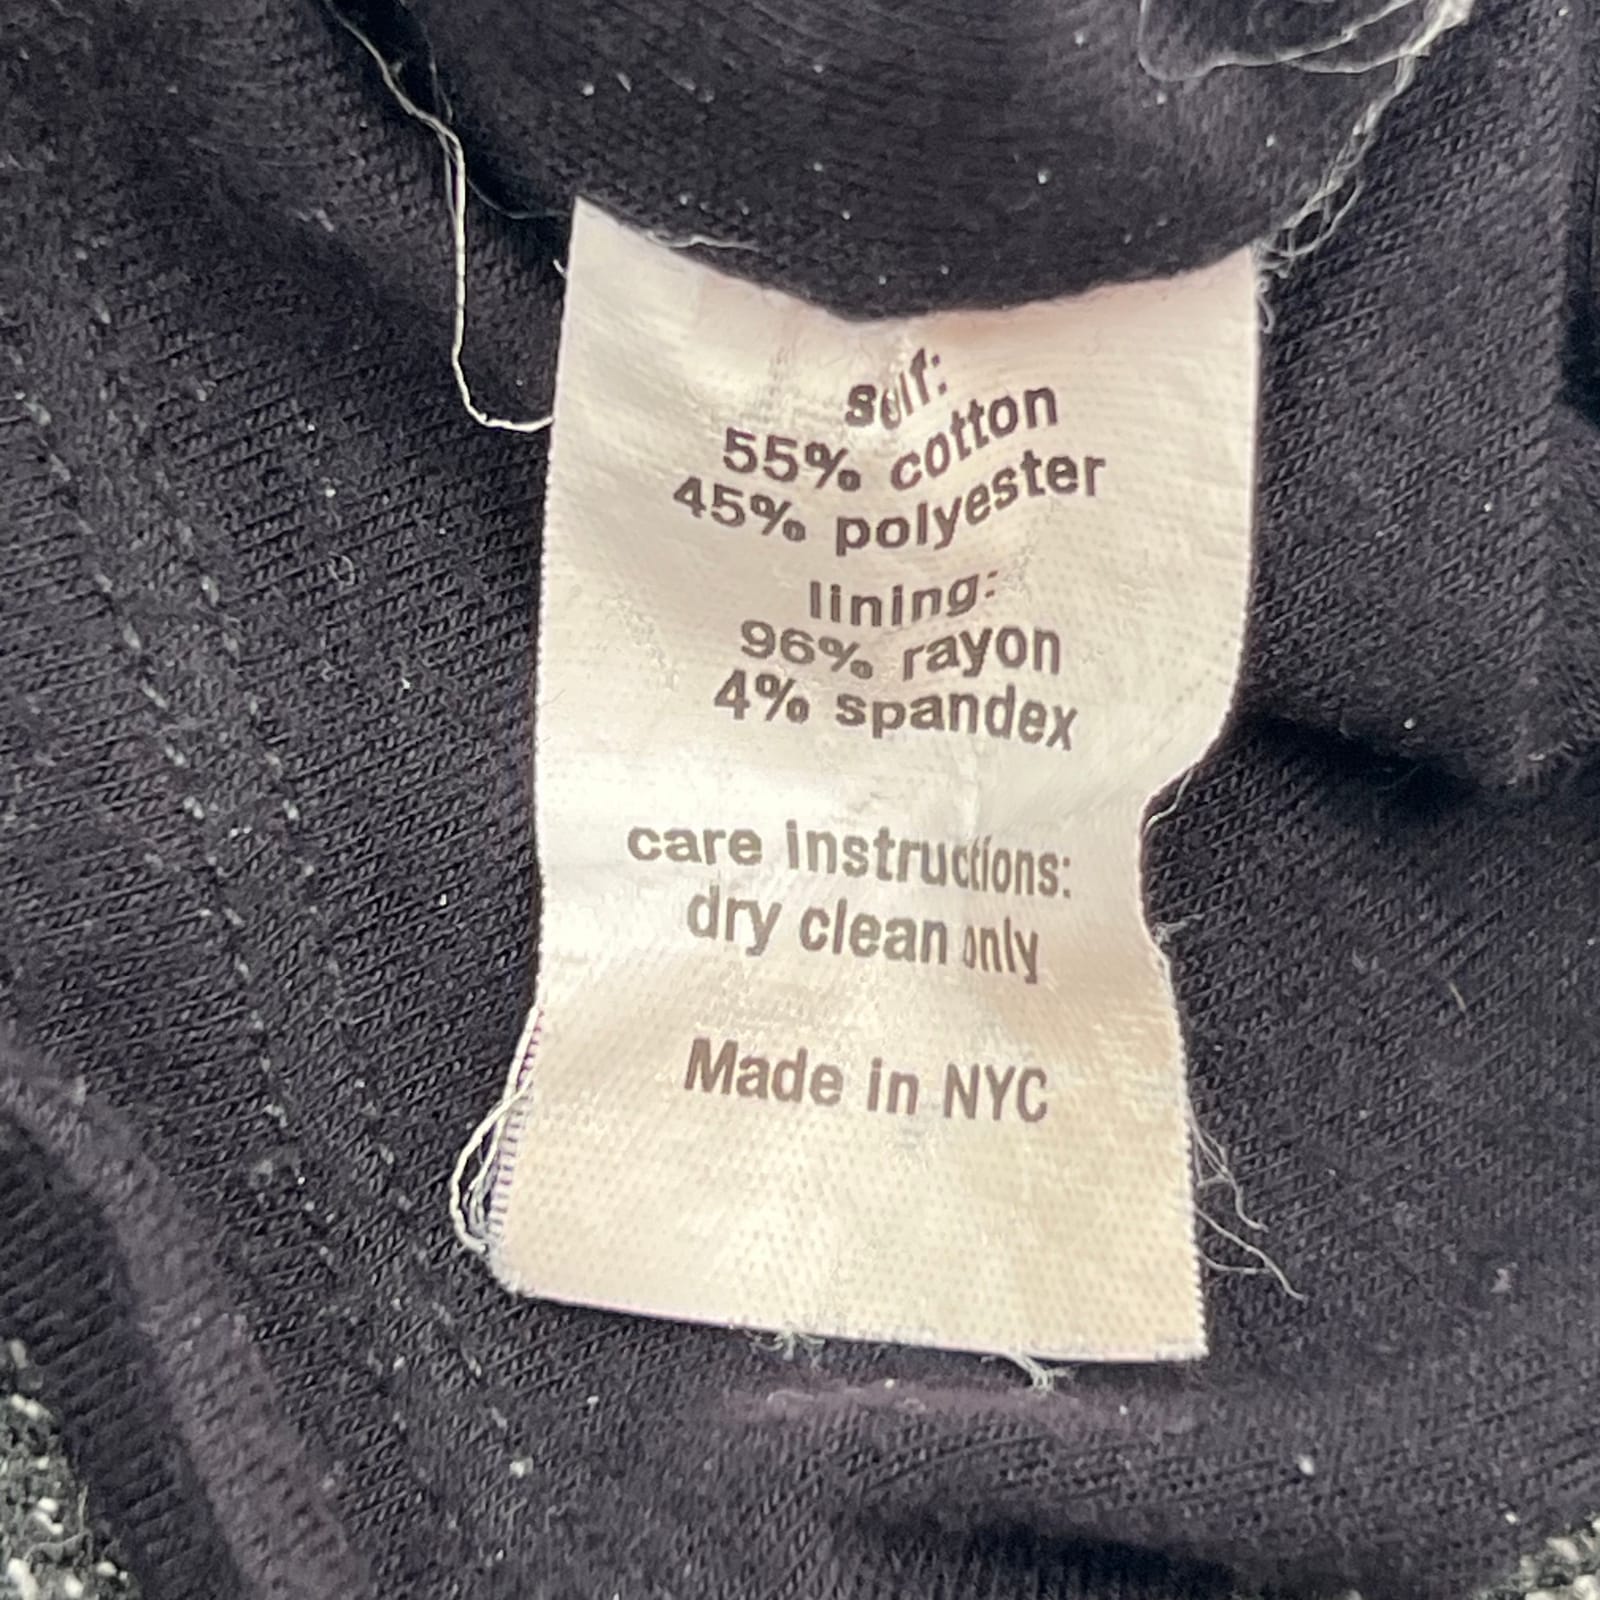 self:
55% cotton
45% polyester
lining:
96% rayon
4% spandex
care instructions:
dry clean only
Made in NYC